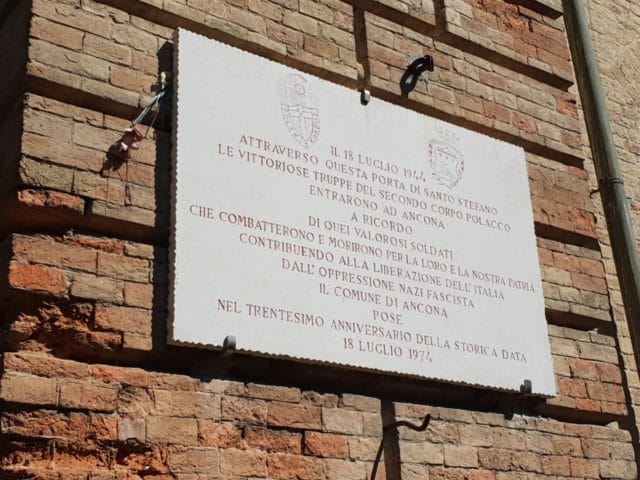 IL 18 LUGLIO 1944
ATTRAVERSO QUESTA PORTA DI SANTO STEFANO
LE VITTORIOSE TRUPPE DEL SECONDO CORPO POLACCO
ENTRARONO AD ANCONA
A RICORDO
DI QUEI VALOROSI SOLDATI
CHE COMBATTERONO E MORIRONO PER LA LORO E LA NOSTRA PATRIA
CONTRIBUENDO ALLA LIBERAZIONE DELL'ITALIA
DALL'OPPRESSIONE NAZI FASCISTA
IL COMUNE DI ANCONA
POSE
NEL TRENTESIMO ANNIVERSARIO DELLA STORICA DATA
18 LUGLIO 1974